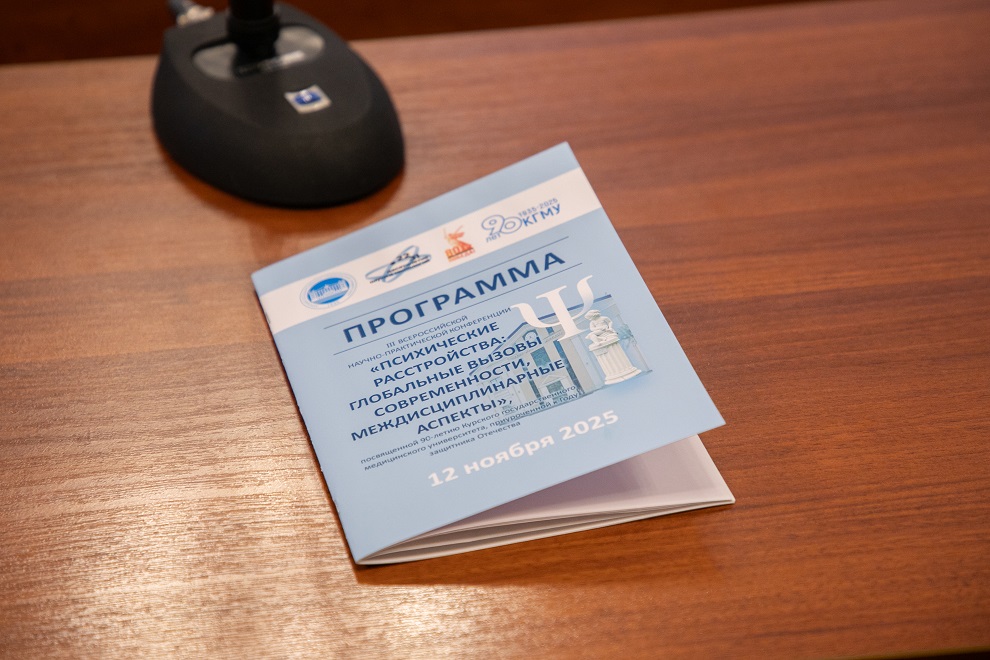 90 1935-2025
ЛЕТ КГМУ
ПРОГРАММА
III ВСЕРОССИЙСКОЙ
НАУЧНО-ПРАКТИЧЕСКОЙ КОНФЕРЕНЦИИ
«ПСИХИЧЕСКИЕ
РАССТРОЙСТВА:
ГЛОБАЛЬНЫЕ ВЫЗОВЫ
СОВРЕМЕННОСТИ,
МЕЖДИСЦИПЛИНАРНЫЕ
АСПЕКТЫ»,
посвященной 90-летию Курского государственного
медицинского университета, приуроченной к году
защитника Отечества
12 ноября 2025